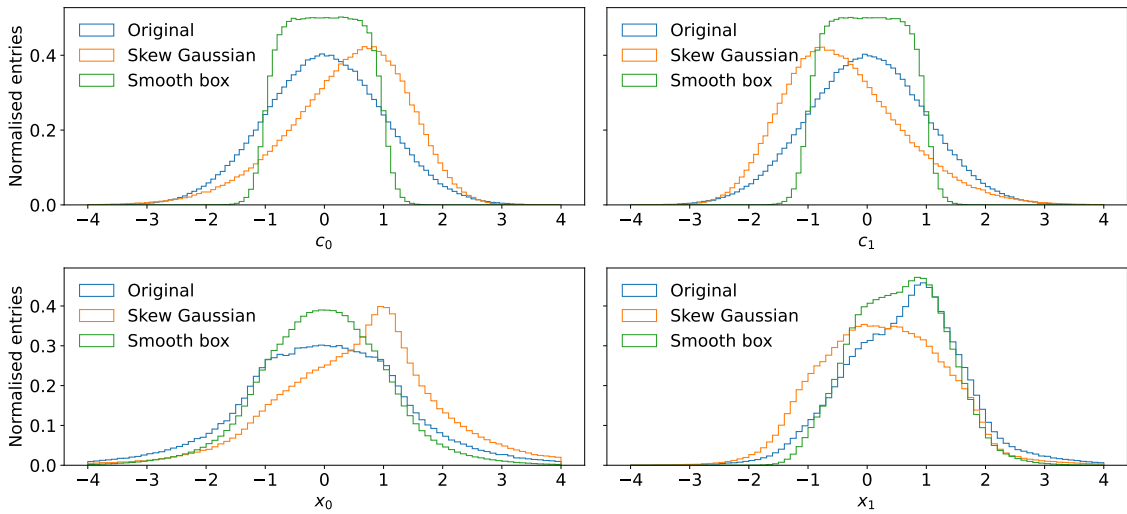 Normalised entries
0.4
0.2
0.0
Original
Skew Gaussian
Smooth box
−4 −3 −2 −1 0 1 2 3 4
c0
Original
Skew Gaussian
Smooth box
−4 −3 −2 −1 0 1 2 3 4
c1
Normalised entries
0.4
0.3
0.2
0.1
0.0
Original
Skew Gaussian
Smooth box
−4 −3 −2 −1 0 1 2 3 4
x0
Original
Skew Gaussian
Smooth box
−4 −3 −2 −1 0 1 2 3 4
x1